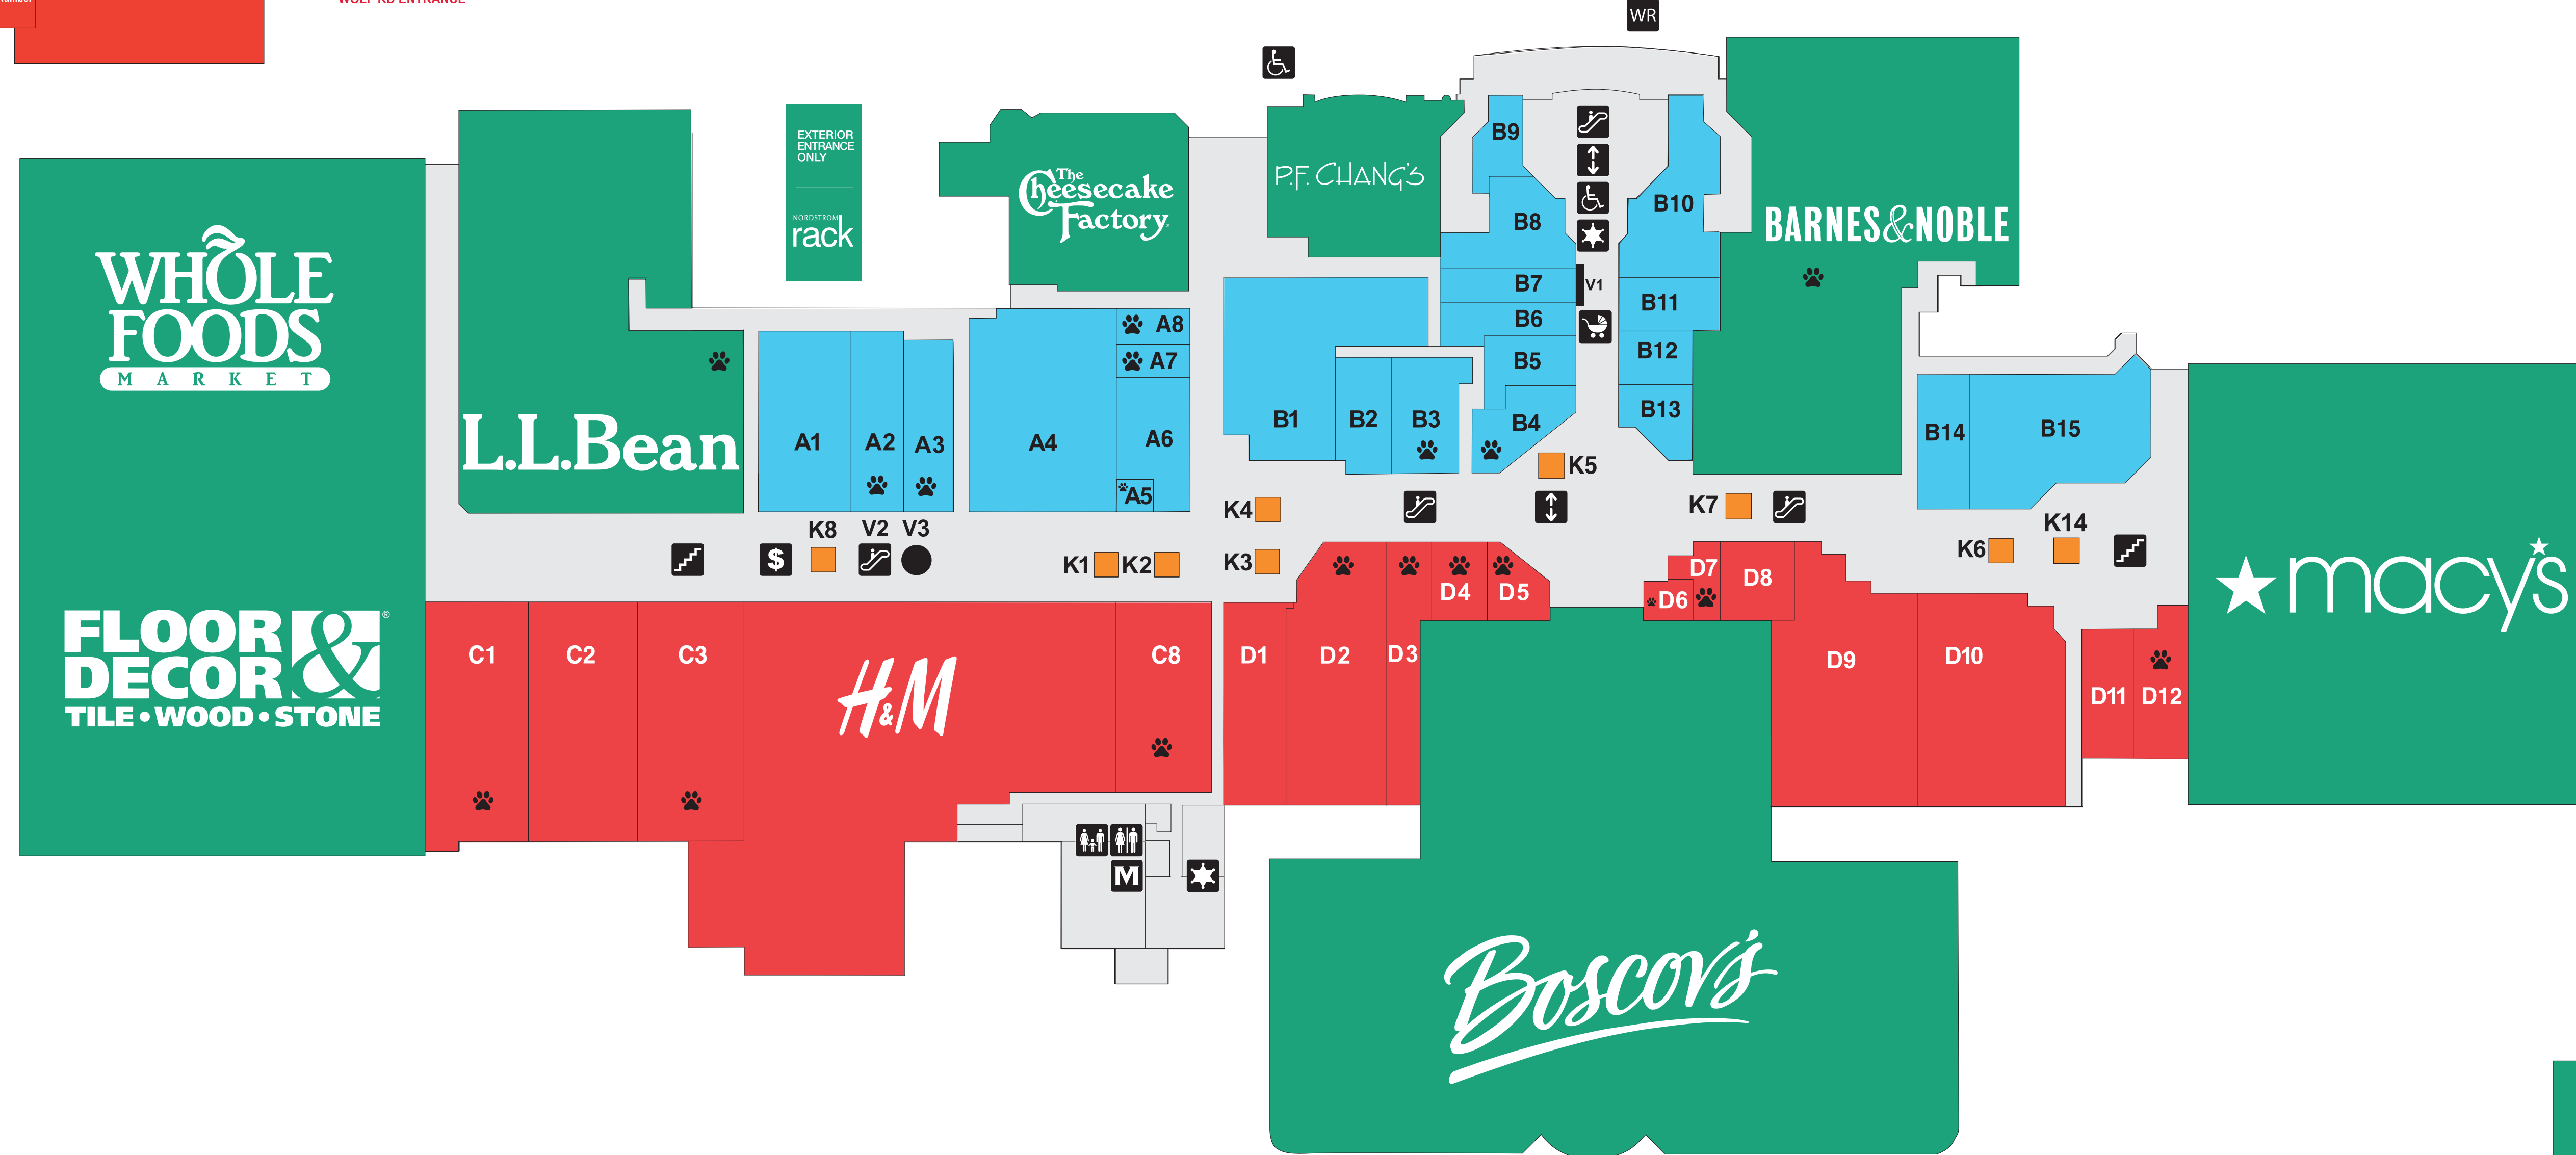 WOLF RD ENTRANCE
WR
EXTERIOR
ENTRANCE
ONLY
NORDSTROM
rack
The
Cheesecake
Factory
P.F. CHANG'S
B9
B10
B8
BARNES&NOBLE
WHOLE
FOODS
MARKET
B7
V1
B11
B6
A8
B12
B5
A7
L.L.Bean
A1
A2
A3
A4
A6
A5
B1
B2
B3
B4
B13
B14
B15
K5
K4
K7
K14
K8
V2
V3
$
K1
K2
K3
K6
macy's
D4
D5
D6
D7
D8
FLOOR
& ®
DECOR
TILE • WOOD • STONE
C1
C2
C3
H&M
C8
D1
D2
D3
D9
D10
D11
D12
M
Boscov's